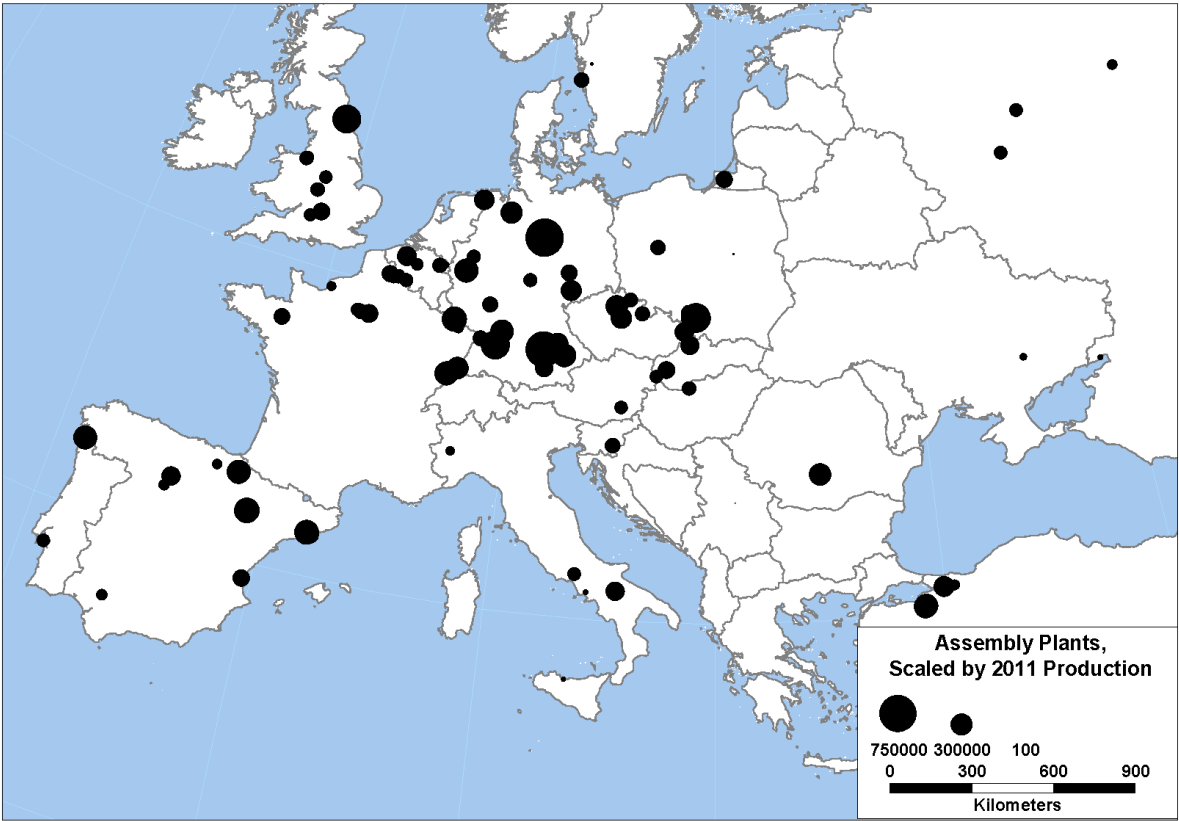 Assembly Plants,
Scaled by 2011 Production
750000 300000 100
0 300 600 900
Kilometers